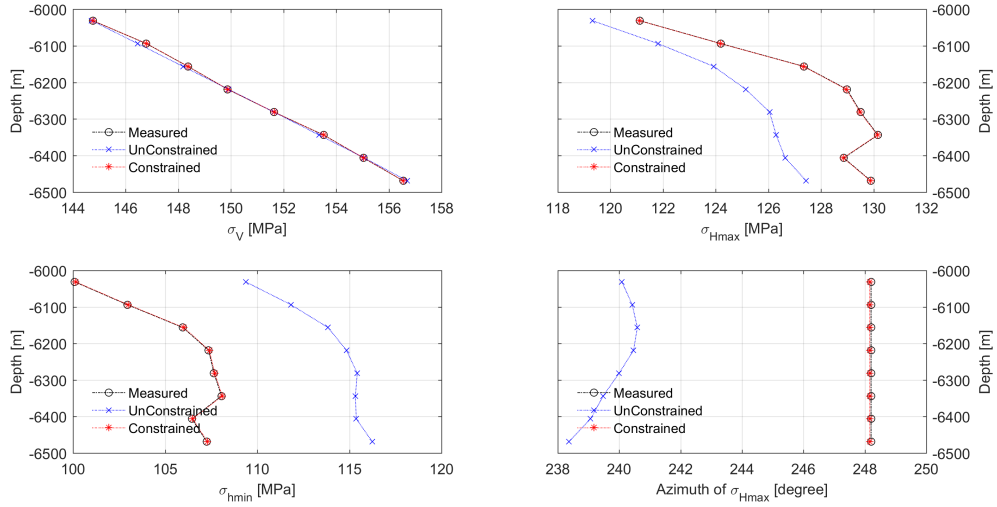 -6000
-6100
-6200
-6300
-6400
-6500
Depth [m]
Measured
UnConstrained
Constrained
144 146 148 150 152 154 156 158
σV [MPa]
-6000
-6100
-6200
-6300
-6400
-6500
Depth [m]
Measured
UnConstrained
Constrained
118 120 122 124 126 128 130 132
σHmax [MPa]
-6000
-6100
-6200
-6300
-6400
-6500
Depth [m]
Measured
UnConstrained
Constrained
100 105 110 115 120
σhmin [MPa]
-6000
-6100
-6200
-6300
-6400
-6500
Depth [m]
Measured
UnConstrained
Constrained
238 240 242 244 246 248 250
Azimuth of σHmax [degree]